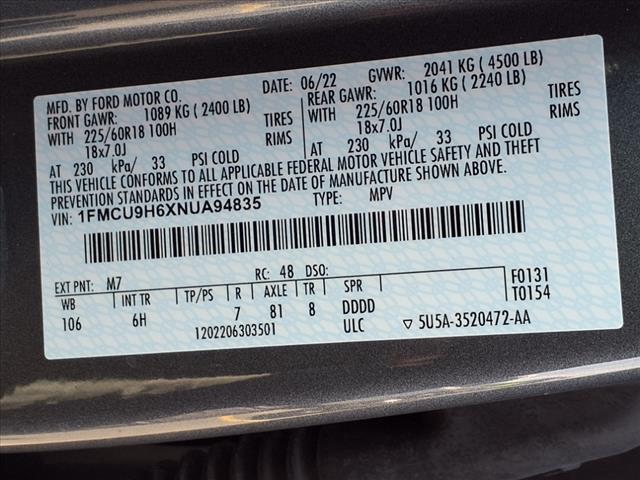 MFD. BY FORD MOTOR CO. DATE: 06/22 GVWR: 2041 KG ( 4500 LB)
FRONT GAWR: 1089 KG ( 2400 LB) REAR GAWR: 1016 KG ( 2240 LB)
WITH 225/60R18 100H TIRES WITH 225/60R18 100H TIRES
18x7.0J RIMS 18x7.0J RIMS
AT 230 kPa/ 33 PSI COLD AT 230 kPa/ 33 PSI COLD
THIS VEHICLE CONFORMS TO ALL APPLICABLE FEDERAL MOTOR VEHICLE SAFETY AND THEFT
PREVENTION STANDARDS IN EFFECT ON THE DATE OF MANUFACTURE SHOWN ABOVE.
VIN: 1FMCU9H6XNUA94835 TYPE: MPV
EXT PNT: M7 RC: 48 DSO: F0131
WB INT TR TP/PS R AXLE TR SPR T0154
106 6H 7 81 8 DDDD
1202206303501 ULC ▽ 5U5A-3520472-AA